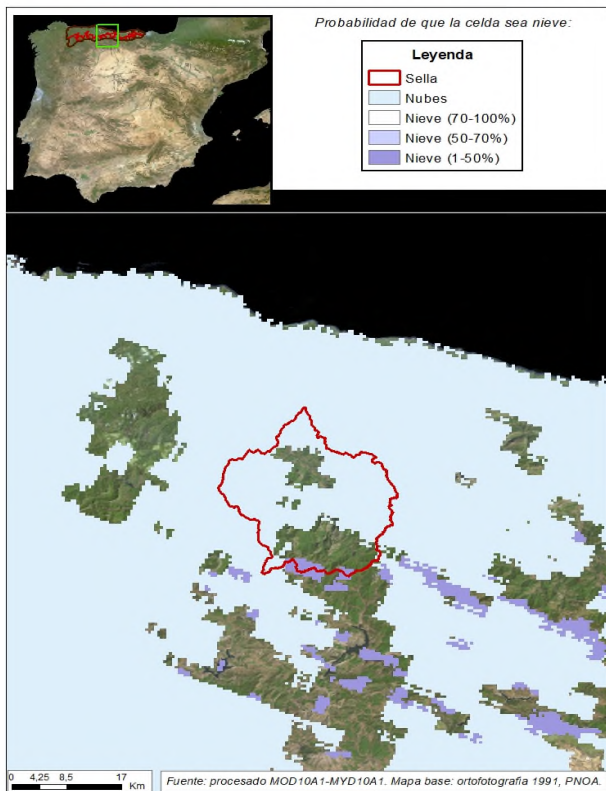 Probabilidad de que la celda sea nieve:
Leyenda
Sella
Nubes
Nieve (70-100%)
Nieve (50-70%)
Nieve (1-50%)
0 4,25 8,5 17
Km
Fuente: procesado MOD10A1-MYD10A1. Mapa base: ortofotografia 1991, PNOA.